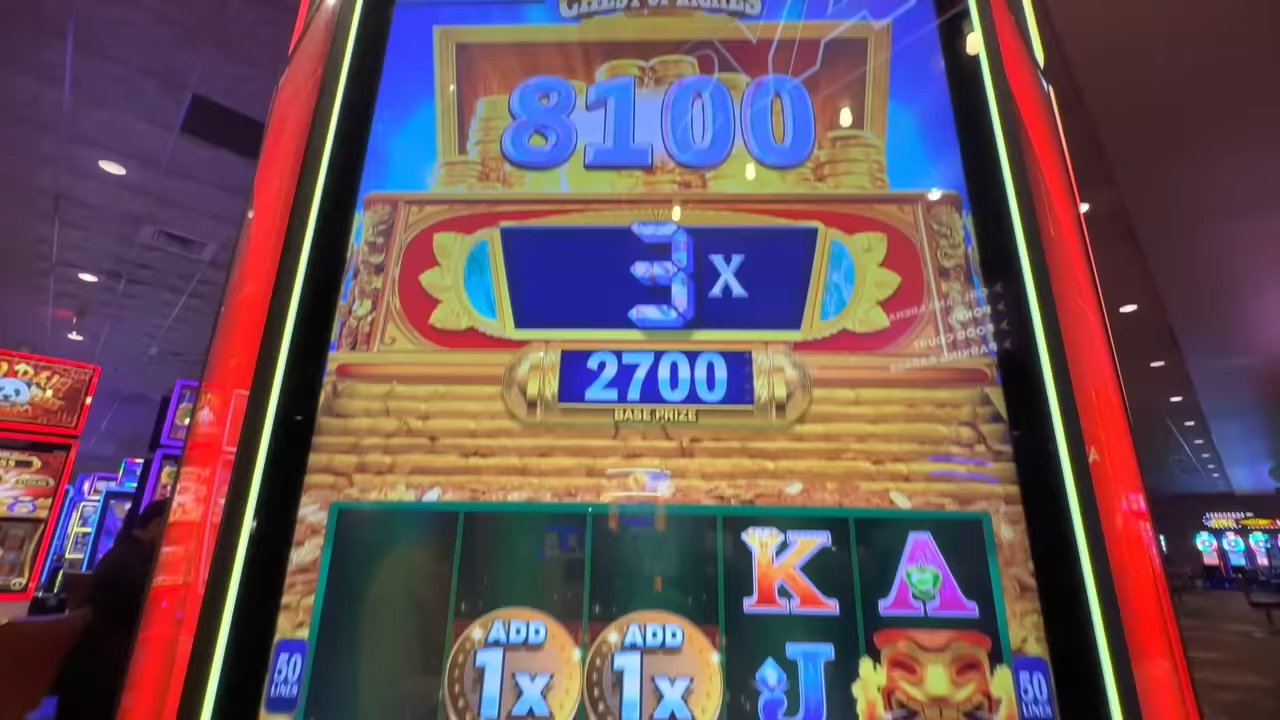 CHEST OF RICHES
8100
3 X
2700
BASE PRIZE
K A
ADD ADD
1x 1x J
50 50
LINES LINES